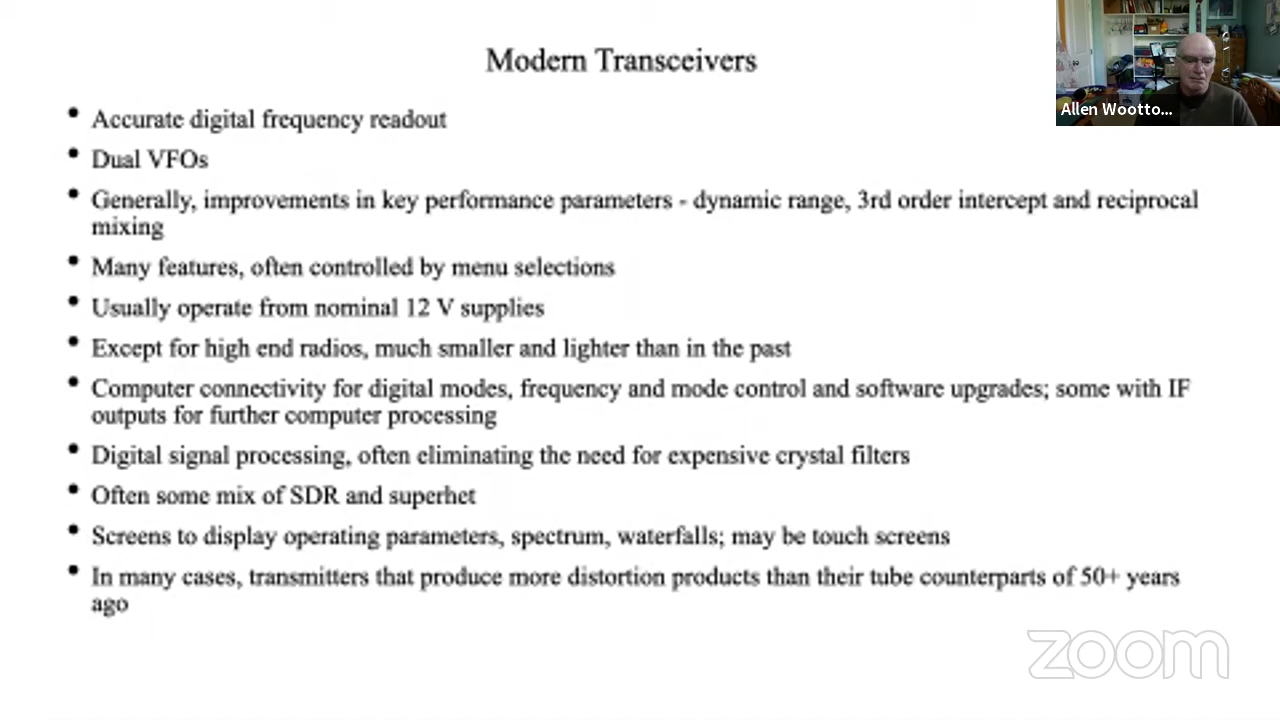 Modern Transceivers
Allen Wootto...
• Accurate digital frequency readout
• Dual VFOs
• Generally, improvements in key performance parameters - dynamic range, 3rd order intercept and reciprocal
mixing
• Many features, often controlled by menu selections
• Usually operate from nominal 12 V supplies
• Except for high end radios, much smaller and lighter than in the past
• Computer connectivity for digital modes, frequency and mode control and software upgrades; some with IF
outputs for further computer processing
• Digital signal processing, often eliminating the need for expensive crystal filters
• Often some mix of SDR and superhet
• Screens to display operating parameters, spectrum, waterfalls; may be touch screens
• In many cases, transmitters that produce more distortion products than their tube counterparts of 50+ years
ago
zoom